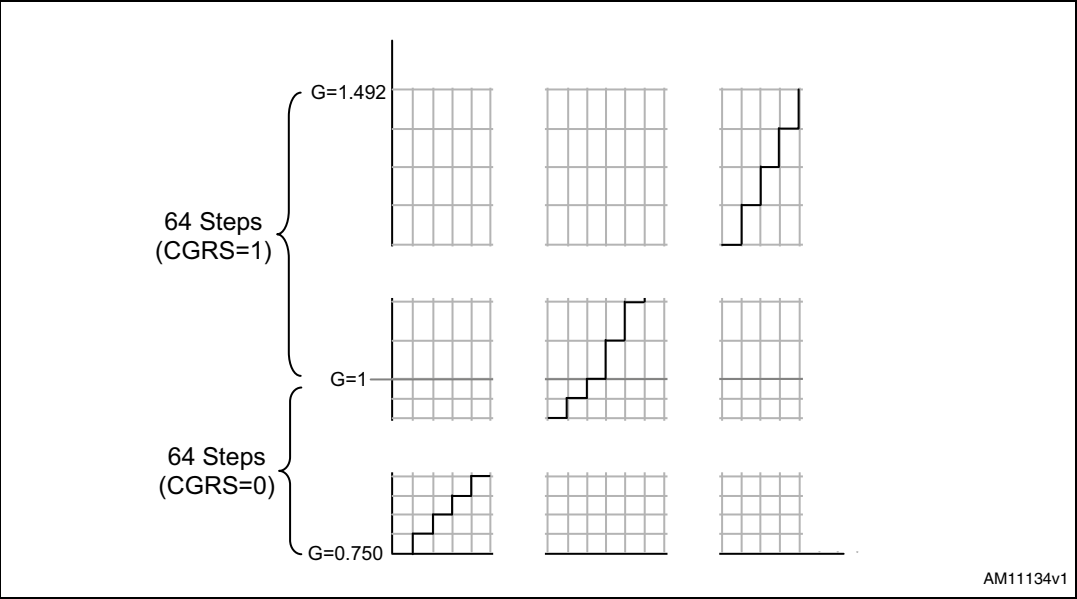 G=1.492
64 Steps
(CGRS=1)
G=1
64 Steps
(CGRS=0)
G=0.750
AM11134v1